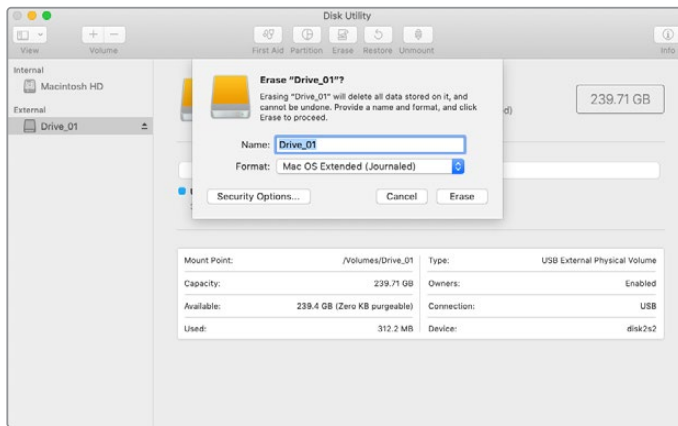 Disk Utility
View
Volume
First Aid Partition Erase Restore Unmount
Info
Internal
Macintosh HD
External
Drive_01
Erase "Drive_01"?
Erasing "Drive_01" will delete all data stored on it, and
cannot be undone. Provide a name and format, and click
Erase to proceed.
d)
239.71 GB
Name: Drive_01
Format: Mac OS Extended (Journaled)
Security Options...
Cancel
Erase
Mount Point: /Volumes/Drive_01
Type: USB External Physical Volume
Capacity: 239.71 GB
Owners: Enabled
Available: 239.4 GB (Zero KB purgeable)
Connection: USB
Used: 312.2 MB
Device: disk2s2